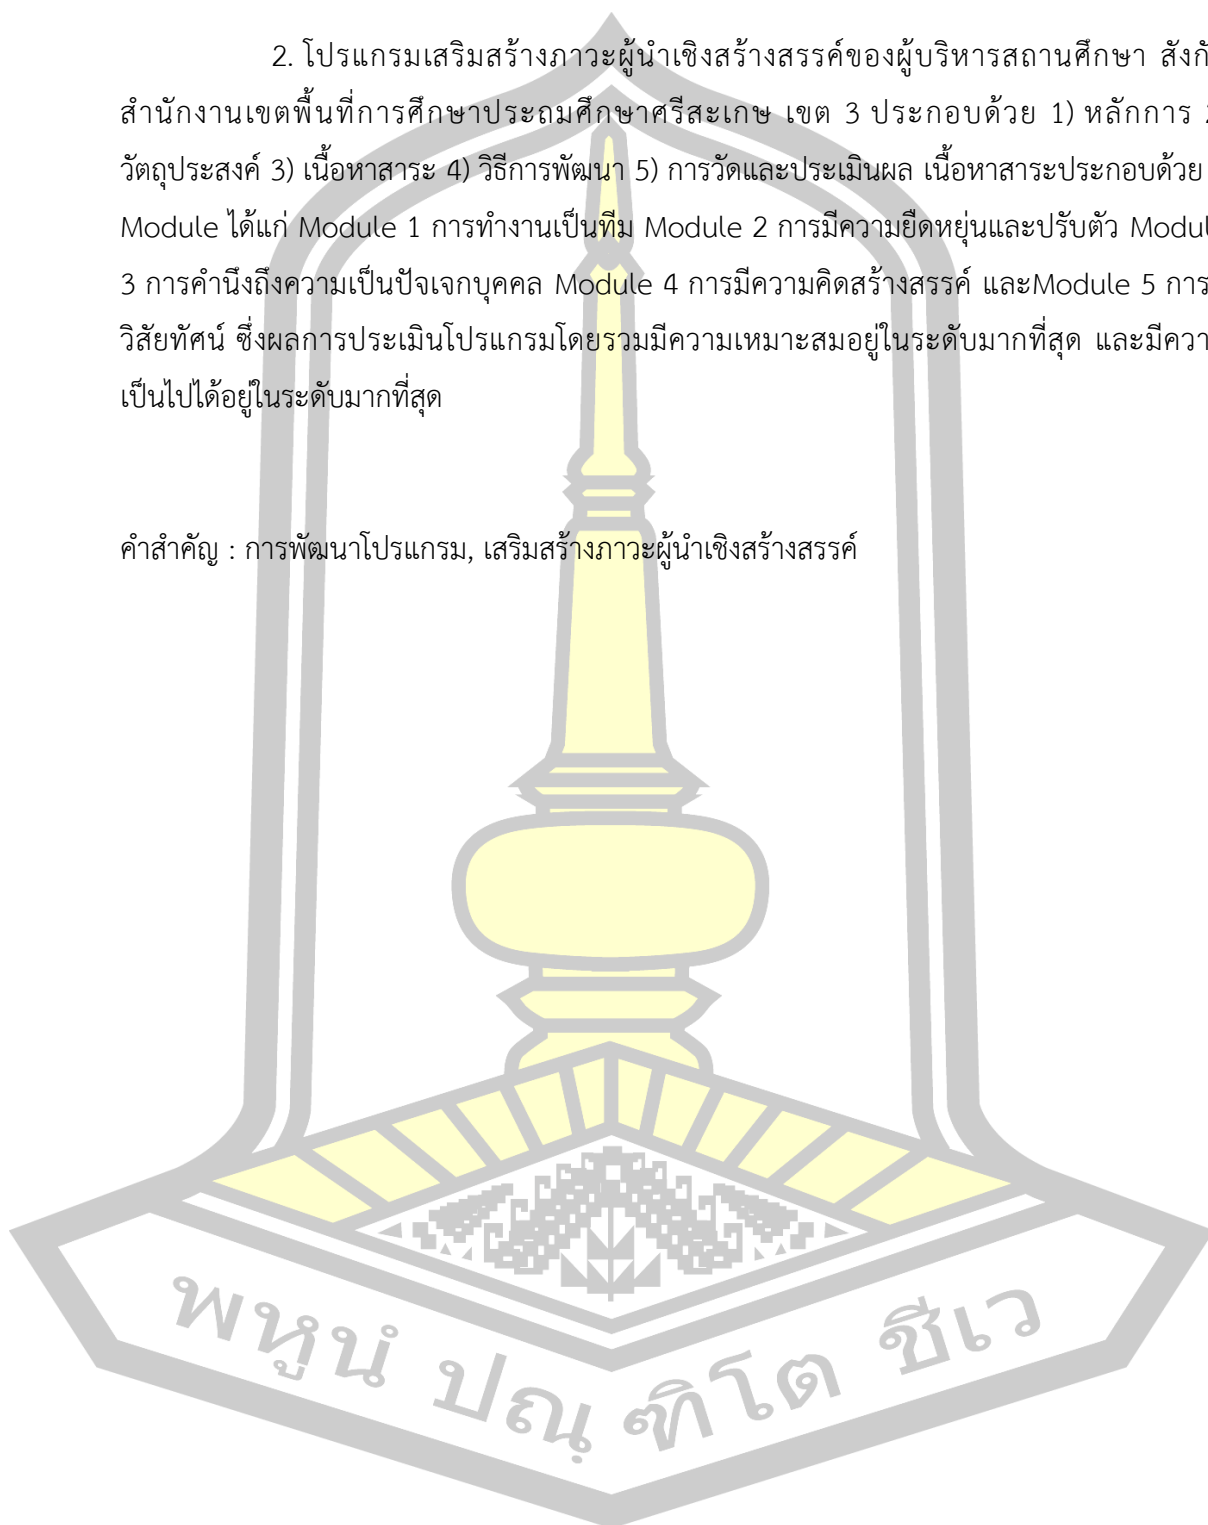 2. โปรแกรมเสริมสร้างภาวะผู้นำเชิงสร้างสรรค์ของผู้บริหารสถานศึกษา สังกั
สำนักงานเขตพื้นที่การศึกษาประถมศึกษาศรีสะเกษ เขต 3 ประกอบด้วย 1) หลักการ
วัตถุประสงค์ 3) เนื้อหาสาระ 4) วิธีการพัฒนา 5) การวัดและประเมินผล เนื้อหาสาระประกอบด้วย
Module ได้แก่ Module 1 การทำงานเป็นทีม Module 2 การมีความยืดหยุ่นและปรับตัว Modul
3 การคำนึงถึงความเป็นปัจเจกบุคคล Module 4 การมีความคิดสร้างสรรค์ และModule 5 การ
วิสัยทัศน์ ซึ่งผลการประเมินโปรแกรมโดยรวมมีความเหมาะสมอยู่ในระดับมากที่สุด และมีควา
เป็นไปได้อยู่ในระดับมากที่สุด
คำสำคัญ : การพัฒนาโปรแกรม, เสริมสร้างภาวะผู้นำเชิงสร้างสรรค์
พหูนํ ปณฺฑิโต ชีเว